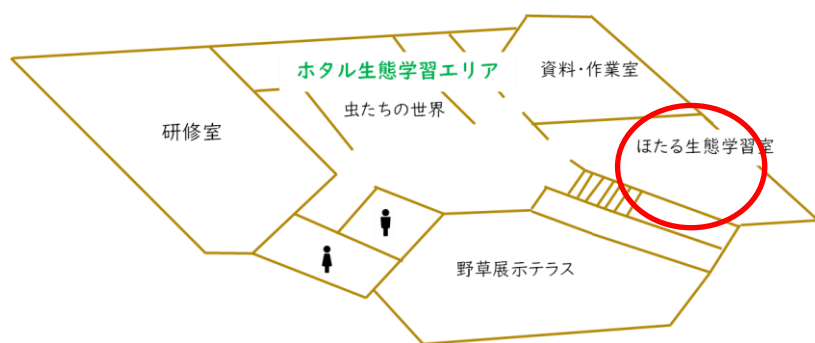 ホタル生態学習エリア
資料・作業室
虫たちの世界
研修室
ほたる生態学習室
野草展示テラス